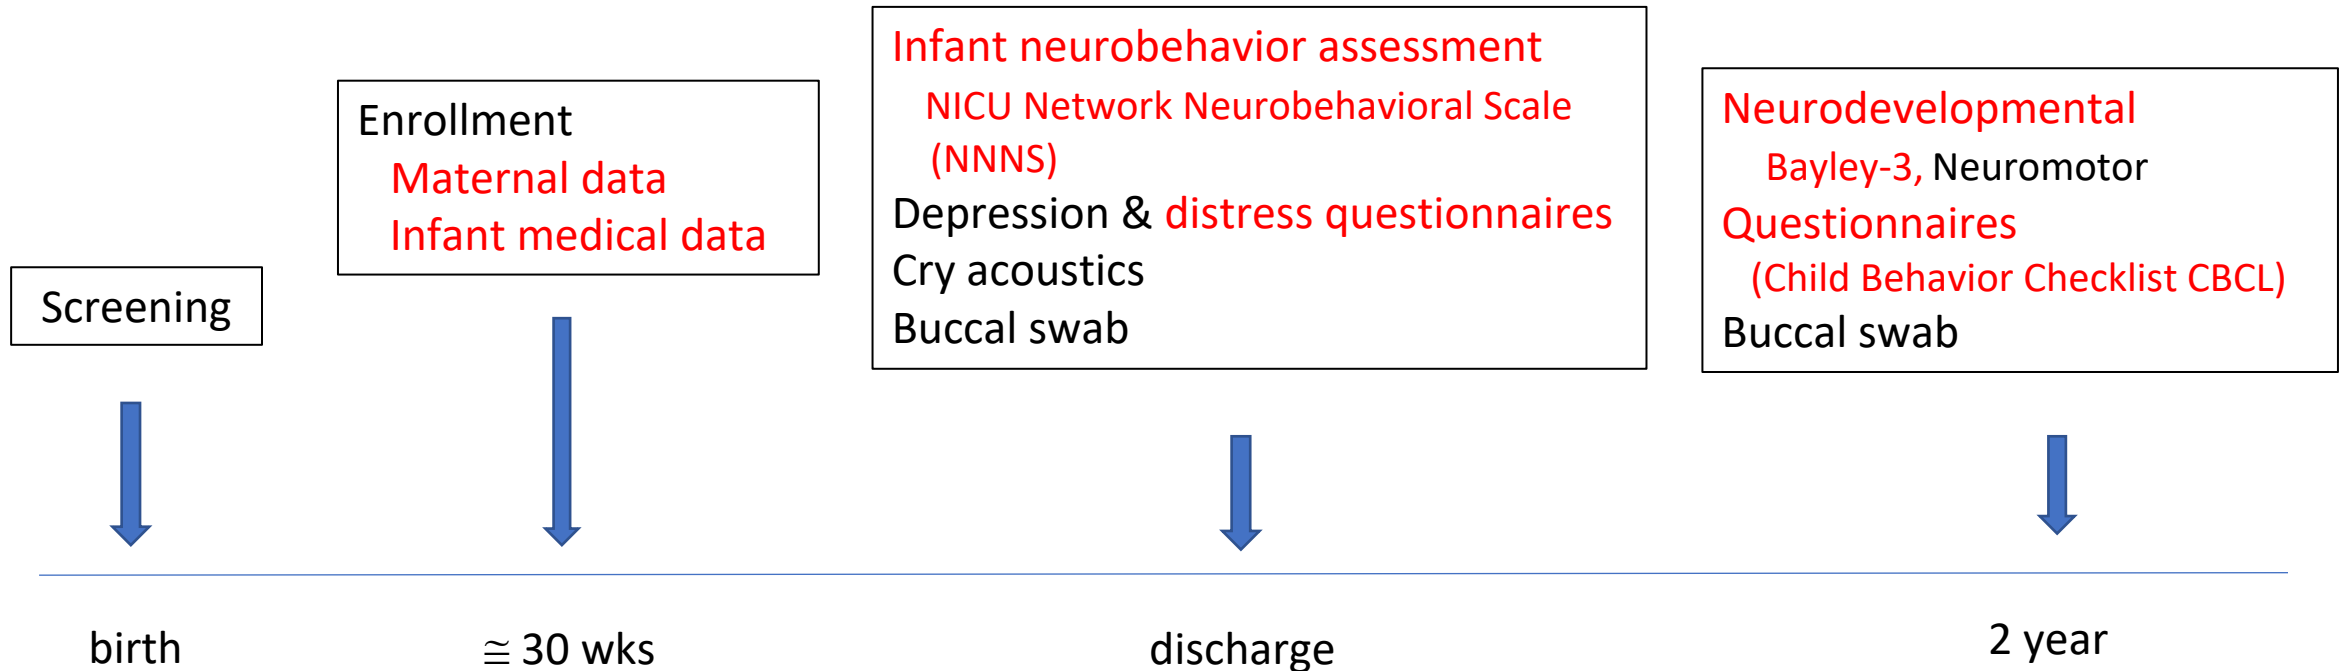 Screening
Enrollment
Maternal data
Infant medical data
Infant neurobehavior assessment
NICU Network Neurobehavioral Scale
(NNNS)
Depression & distress questionnaires
Cry acoustics
Buccal swab
Neurodevelopmental
Bayley-3, Neuromotor
Questionnaires
(Child Behavior Checklist CBCL)
Buccal swab
birth
≅ 30 wks
discharge
2 year